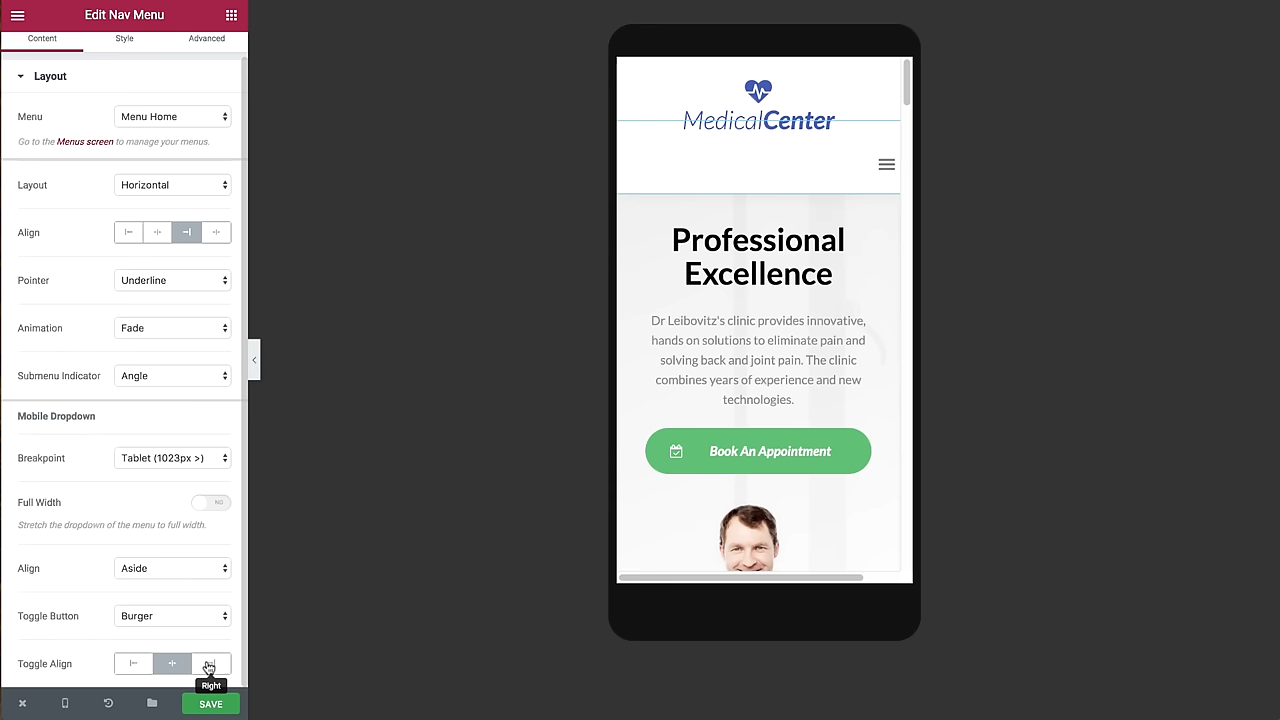 Edit Nav Menu
Content
Style
Advanced
Layout
Menu
Menu Home
Go to the Menus screen to manage your menus.
Layout
Horizontal
Align
Pointer
Underline
Animation
Fade
Submenu Indicator
Angle
Mobile Dropdown
Breakpoint
Tablet (1023px >)
Full Width
NO
Stretch the dropdown of the menu to full width.
Align
Aside
Toggle Button
Burger
Toggle Align
Right
SAVE
MedicalCenter
Professional
Excellence
Dr Leibovitz's clinic provides innovative,
hands on solutions to eliminate pain and
solving back and joint pain. The clinic
combines years of experience and new
technologies.
Book An Appointment